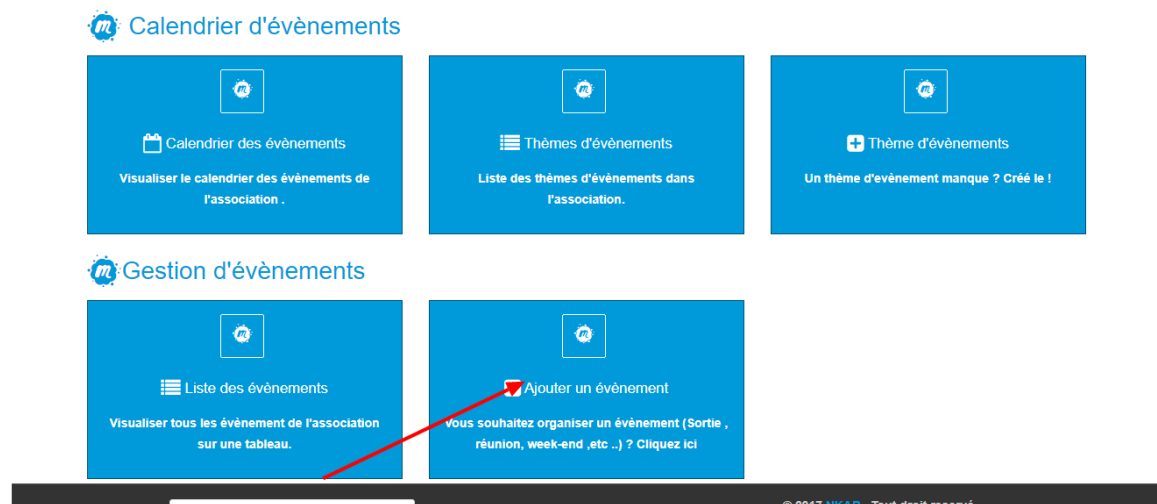 Calendrier d'évènements
Calendrier des évènements
Visualiser le calendrier des évènements de
l'association .
Thèmes d'évènements
Liste des thèmes d'évènements dans
l'association.
Thème d'évènements
Un thème d'evènement manque ? Créé le !
Gestion d'évènements
Liste des évènements
Visualiser tous les évènement de l'association
sur une tableau.
Ajouter un évènement
Vous souhaitez organiser un évènement (Sortie ,
réunion, week-end ,etc ..) ? Cliquez ici